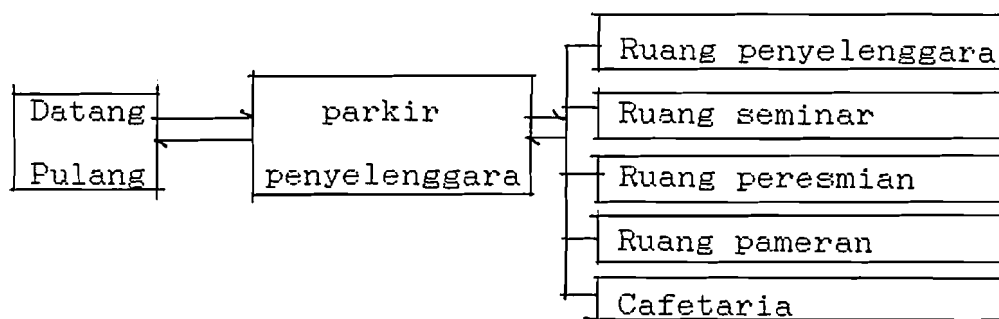 Datang
Pulang
parkir
penyelenggara
Ruang penyelenggara
Ruang seminar
Ruang peresmian
Ruang pameran
Cafetaria